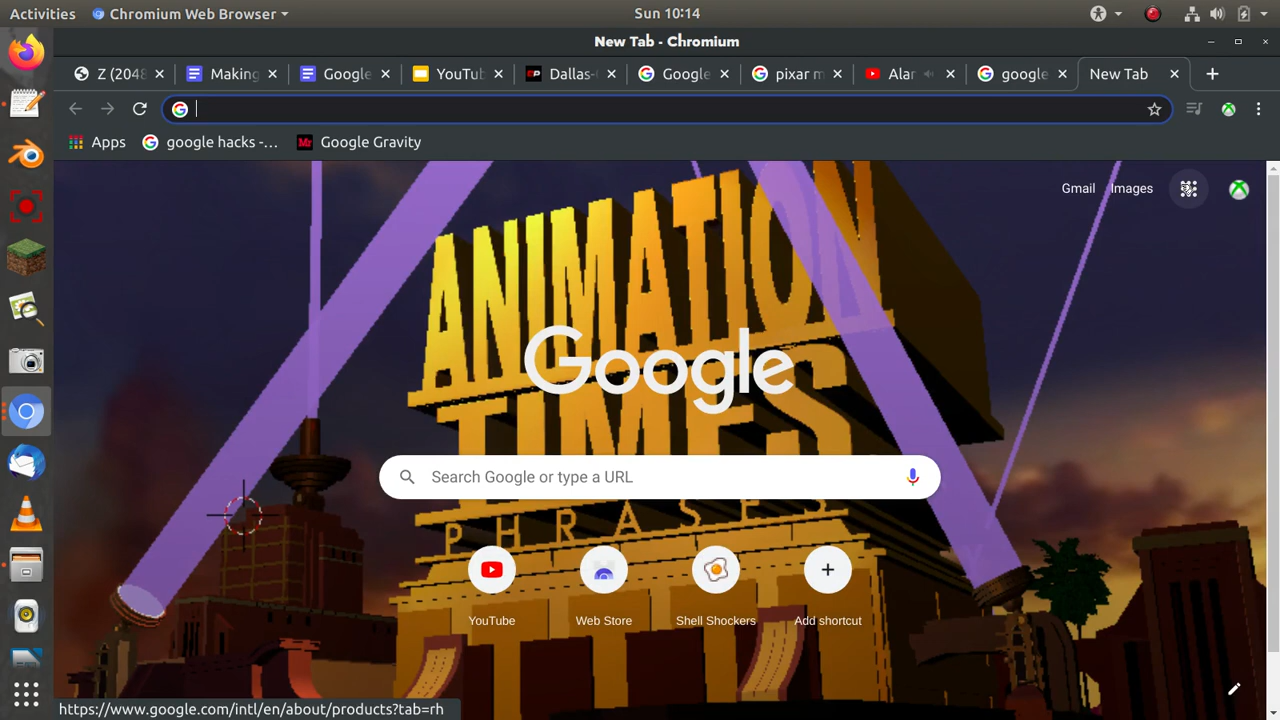 Activities Chromium Web Browser Sun 10:14
New Tab - Chromium
Z (2048 Making Google YouTub Dallas- Google pixar m Alar google New Tab
G
Apps google hacks -... Mr Google Gravity
Gmail Images
ANIMATION
Google
TIMES
Search Google or type a URL
PHRASES
YouTube Web Store Shell Shockers Add shortcut
https://www.google.com/intl/en/about/products?tab=rh